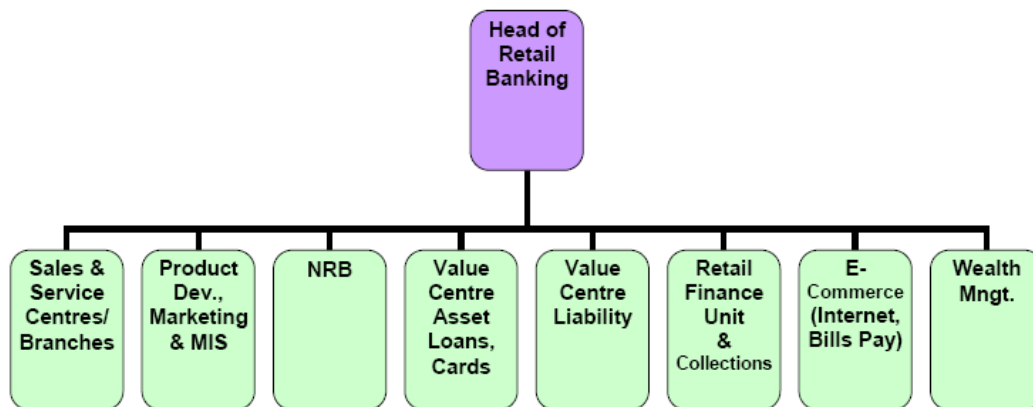 Head of
Retail
Banking
Sales &
Service
Centres/
Branches
Product
Dev.,
Marketing
& MIS
NRB
Value
Centre
Asset
Loans,
Cards
Value
Centre
Liability
Retail
Finance
Unit
&
Collections
E-
Commerce
(Internet,
Bills Pay)
Wealth
Mngt.